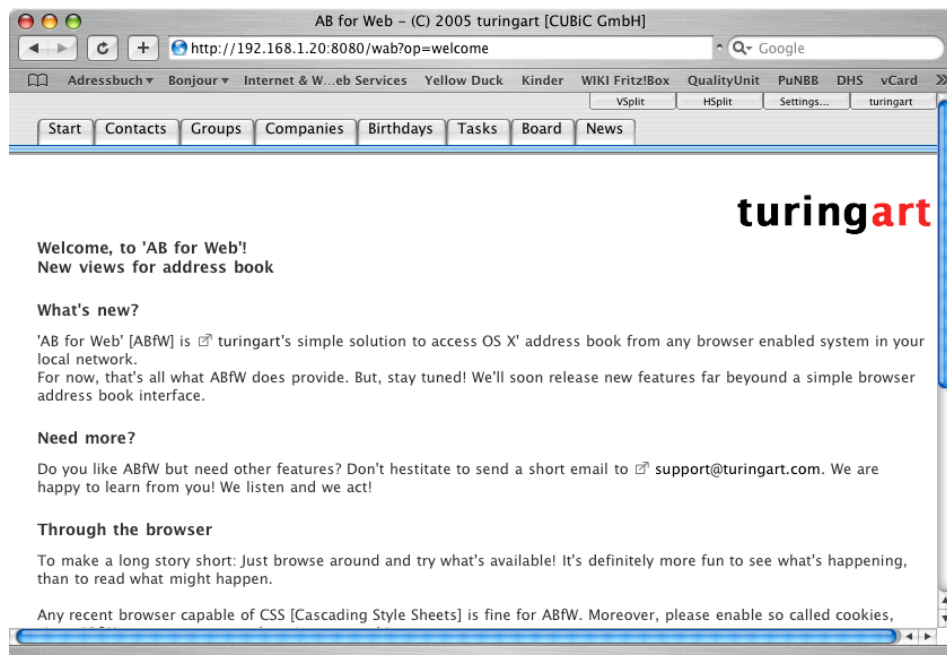 AB for Web – (C) 2005 turingart [CUBiC GmbH]
http://192.168.1.20:8080/wab?op=welcome
Google
Adressbuch Bonjour Internet & W...eb Services Yellow Duck Kinder WIKI Fritz!Box QualityUnit PuNBB DHS vCard
VSplit HSplit Settings... turingart
Start Contacts Groups Companies Birthdays Tasks Board News
turingart
Welcome, to 'AB for Web'!
New views for address book
What's new?
'AB for Web' [ABfW] is turingart's simple solution to access OS X' address book from any browser enabled system in your
local network.
For now, that's all what ABfW does provide. But, stay tuned! We'll soon release new features far beyound a simple browser
address book interface.
Need more?
Do you like ABfW but need other features? Don't hestitate to send a short email to support@turingart.com. We are
happy to learn from you! We listen and we act!
Through the browser
To make a long story short: Just browse around and try what's available! It's definitely more fun to see what's happening,
than to read what might happen.
Any recent browser capable of CSS [Cascading Style Sheets] is fine for ABfW. Moreover, please enable so called cookies,